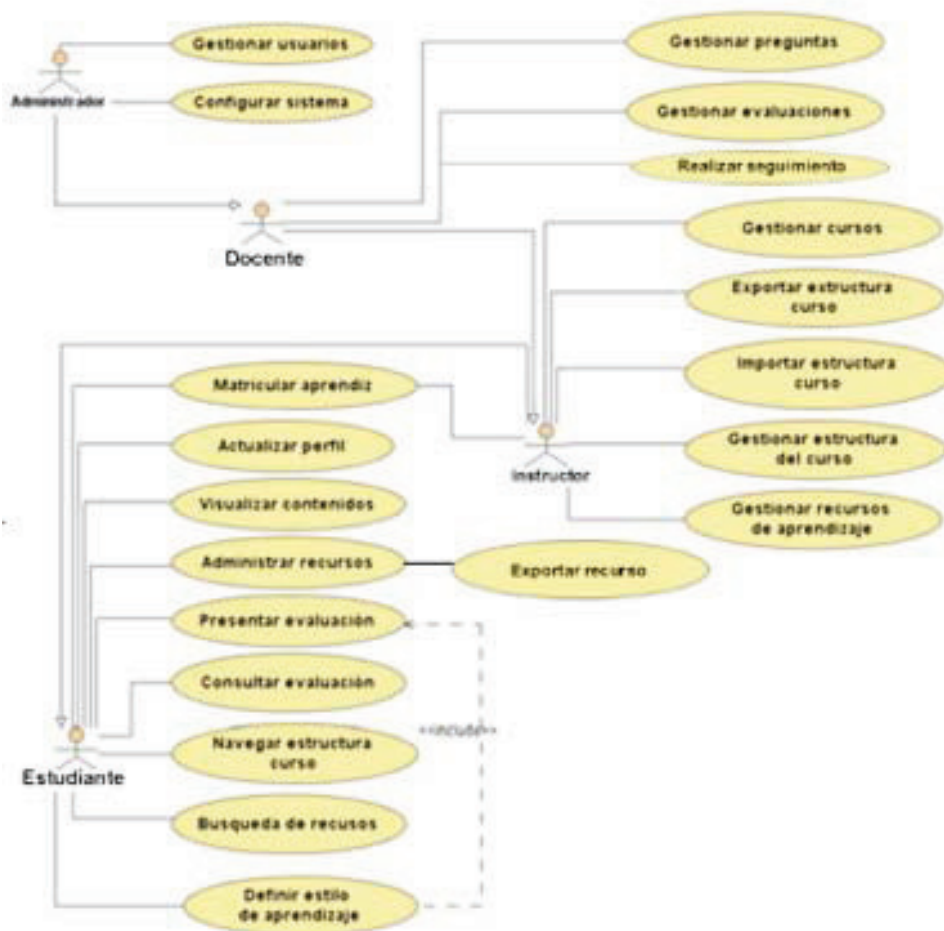 Gestionar usuarios
Administrador
Configurar sistema
Gestionar preguntas
Gestionar evaluaciones
Realizar seguimiento
Docente
Gestionar cursos
Exportar estructura
curso
Importar estructura
curso
Matricular aprendiz
Actualizar perfil
Instructor
Gestionar estructura
del curso
Visualizar contenidos
Gestionar recursos
de aprendizaje
Administrar recursos
Exportar recurso
Presentar evaluación
Consultar evaluación
<<include>>
Navegar estructura
curso
Estudiante
Busqueda de recusos
Definir estilo
de aprendizaje